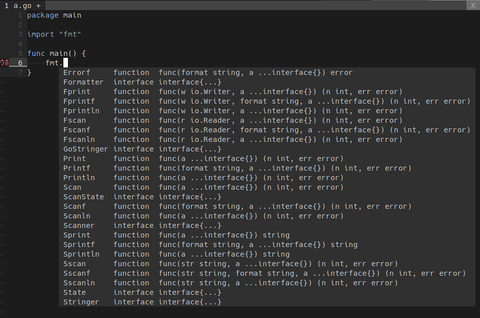 1 a.go + X
1 package main
2
3 import "fmt"
4
5 func main() {
6 fmt.
7 }
Errorf function func(format string, a ...interface{}) error
Formatter interface interface{...}
Fprint function func(w io.Writer, a ...interface{}) (n int, err error)
Fprintf function func(w io.Writer, format string, a ...interface{}) (n int, err error)
Fprintln function func(w io.Writer, a ...interface{}) (n int, err error)
Fscan function func(r io.Reader, a ...interface{}) (n int, err error)
Fscanf function func(r io.Reader, format string, a ...interface{}) (n int, err error)
Fscanln function func(r io.Reader, a ...interface{}) (n int, err error)
GoStringer interface interface{...}
Print function func(a ...interface{}) (n int, err error)
Printf function func(format string, a ...interface{}) (n int, err error)
Println function func(a ...interface{}) (n int, err error)
Scan function func(a ...interface{}) (n int, err error)
ScanState interface interface{...}
Scanf function func(format string, a ...interface{}) (n int, err error)
Scanln function func(a ...interface{}) (n int, err error)
Scanner interface interface{...}
Sprint function func(a ...interface{}) string
Sprintf function func(format string, a ...interface{}) string
Sprintln function func(a ...interface{}) string
Sscan function func(str string, a ...interface{}) (n int, err error)
Sscanf function func(str string, format string, a ...interface{}) (n int, err error)
Sscanln function func(str string, a ...interface{}) (n int, err error)
State interface interface{...}
Stringer interface interface{...}